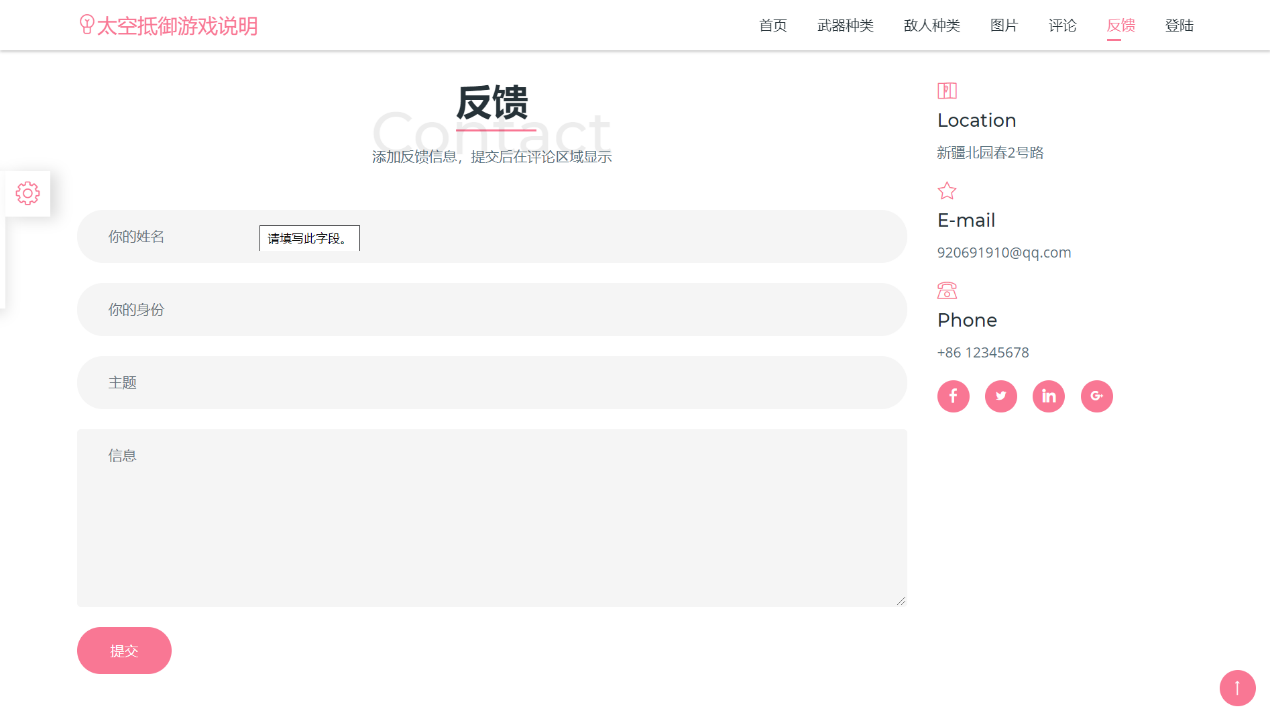 太空抵御游戏说明
首页 武器种类 敌人种类 图片 评论 反馈 登陆
反馈
Contact
添加反馈信息，提交后在评论区域显示
你的姓名
请填写此字段。
你的身份
主题
信息
提交
Location
新疆北园春2号路
E-mail
920691910@qq.com
Phone
+86 12345678